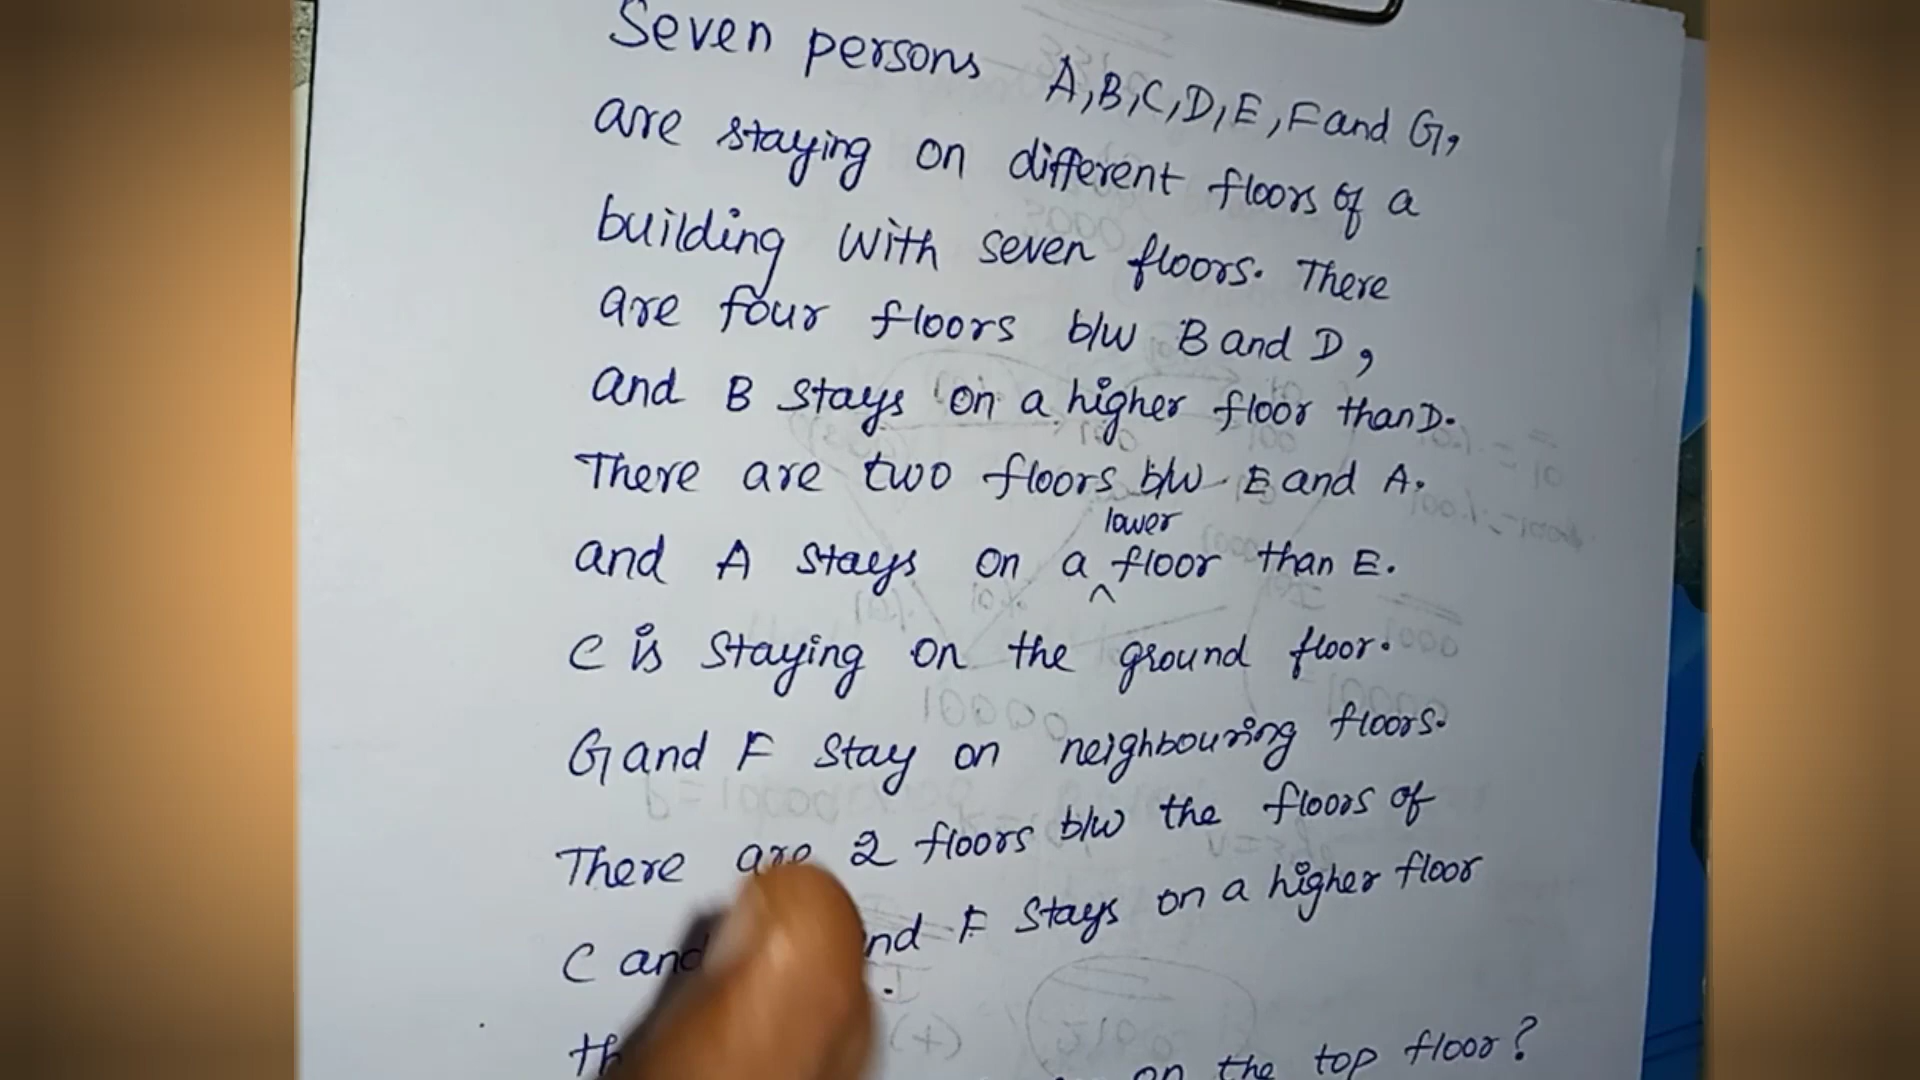 Seven persons A, B, C, D, E, F and G,
are staying on different floors of a
building with seven floors. There
are four floors b/w B and D,
and B stays on a higher floor than D.
There are two floors b/w E and A.
and A stays on a lower floor than E.
C is staying on the ground floor.
G and F stay on neighbouring floors.
There are 2 floors b/w the floors of
C and F stays on a higher floor
on the top floor?